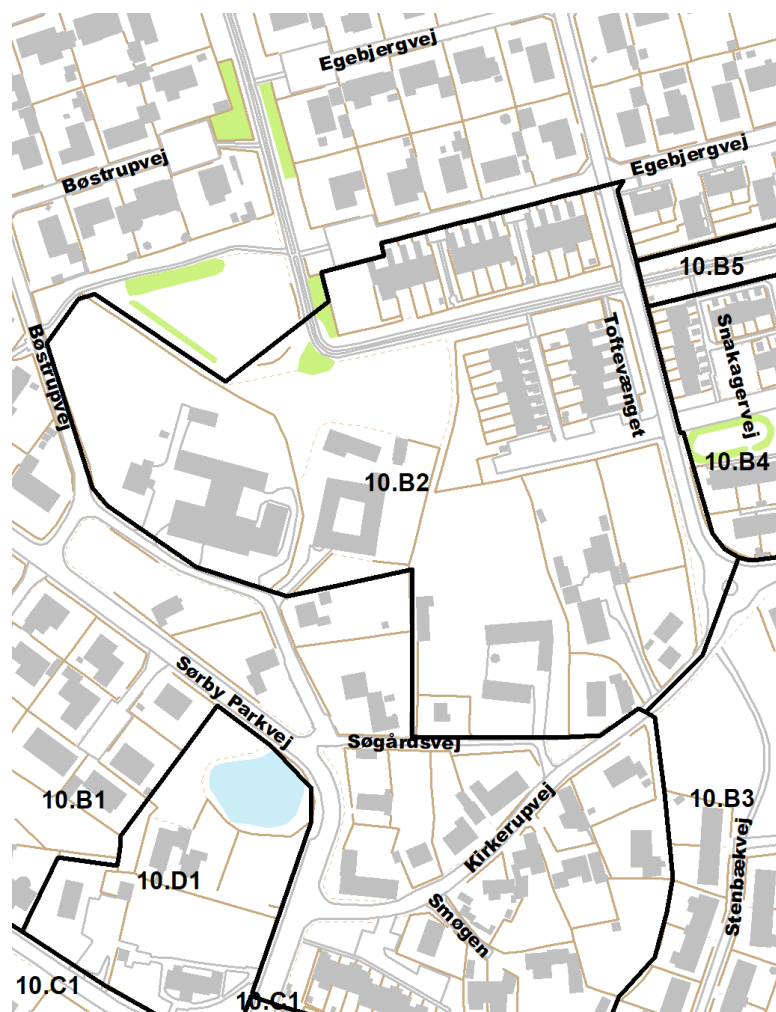 Egebjergvej
Bøstrupvej
Egebjergvej
10.B5
Bøstrupvej
Toftevænget
Snakagervej
10.B4
10.B2
Sørby Parkvej
Søgårdsvej
10.B1
10.B3
Kirkerupvej
Stenbækvej
10.D1
Smøgen
10.C1
10.C1